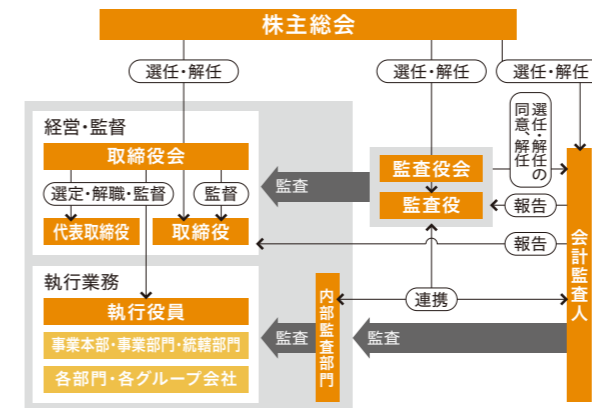 株主総会
選任・解任
選任・解任
選任・解任
経営・監督
取締役会
選定・解職・監督
監督
代表取締役
取締役
監査
監査役会
監査役
選任・解任の
同意、解任
報告
報告
会計監査人
執行業務
執行役員
事業本部・事業部門・統轄部門
各部門・各グループ会社
監査
内部監査部門
連携
監査